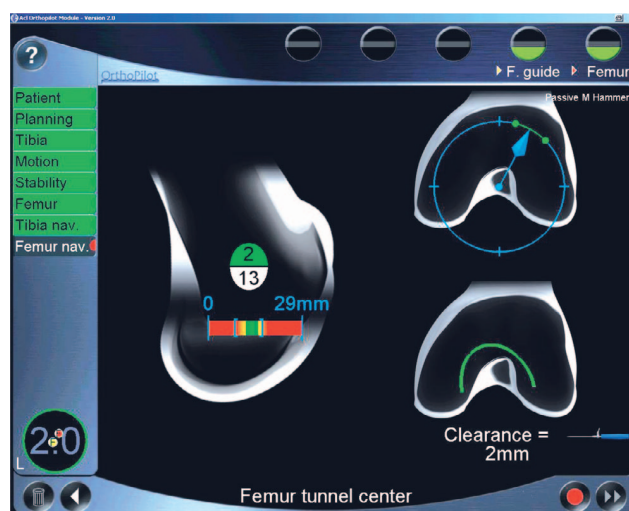 Acl Orthopilot Module - Version 2.0
?
OrthoPilot
F. guide
Femur
Passive M Hammer
Patient
Planning
Tibia
Motion
Stability
Femur
Tibia nav.
Femur nav.
2
13
0
29mm
Clearance =
2mm
2.0
F
L
Femur tunnel center